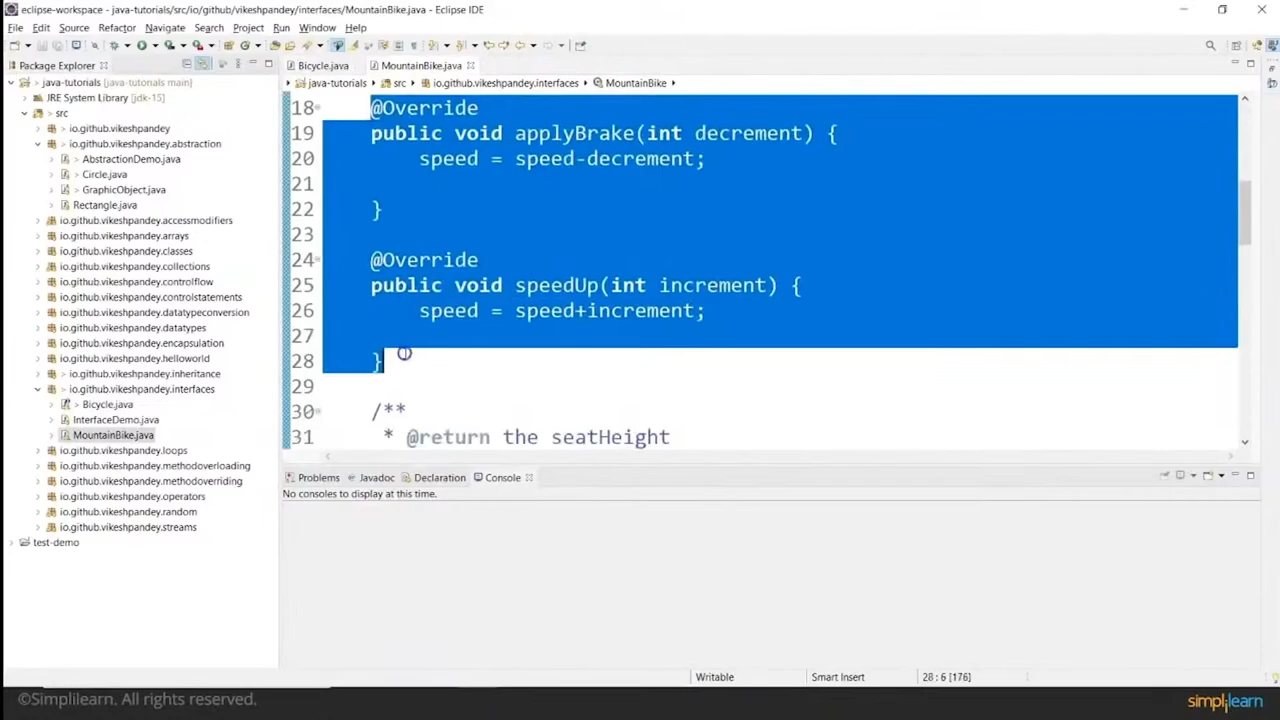 eclipse-workspace - java-tutorials/src/io/github/vikeshpandey/interfaces/MountainBike.java - Eclipse IDE
File Edit Source Refactor Navigate Search Project Run Window Help
Package Explorer
Bicycle.java
MountainBike.java
java-tutorials [java-tutorials main]
JRE System Library [jdk-15]
src
io.github.vikeshpandey
> io.github.vikeshpandey.abstraction
> AbstractionDemo.java
> Circle.java
> GraphicObject.java
Rectangle.java
io.github.vikeshpandey.accessmodifiers
io.github.vikeshpandey.arrays
io.github.vikeshpandey.classes
io.github.vikeshpandey.collections
io.github.vikeshpandey.controlflow
io.github.vikeshpandey.controlstatements
io.github.vikeshpandey.datatypeconversion
io.github.vikeshpandey.datatypes
io.github.vikeshpandey.encapsulation
io.github.vikeshpandey.helloworld
> io.github.vikeshpandey.inheritance
> io.github.vikeshpandey.interfaces
> Bicycle.java
InterfaceDemo.java
MountainBike.java
io.github.vikeshpandey.loops
io.github.vikeshpandey.methodoverloading
io.github.vikeshpandey.methodoverriding
io.github.vikeshpandey.operators
io.github.vikeshpandey.random
io.github.vikeshpandey.streams
test-demo
java-tutorials src io.github.vikeshpandey.interfaces MountainBike
18 @Override
19 public void applyBrake(int decrement) {
20 speed = speed-decrement;
21
22 }
23
24 @Override
25 public void speedUp(int increment) {
26 speed = speed+increment;
27
28 }
29
30 /**
31 * @return the seatHeight
Problems Javadoc Declaration Console
No consoles to display at this time.
Writable Smart Insert 28 : 6 [176]
©Simplilearn. All rights reserved.
simplilearn